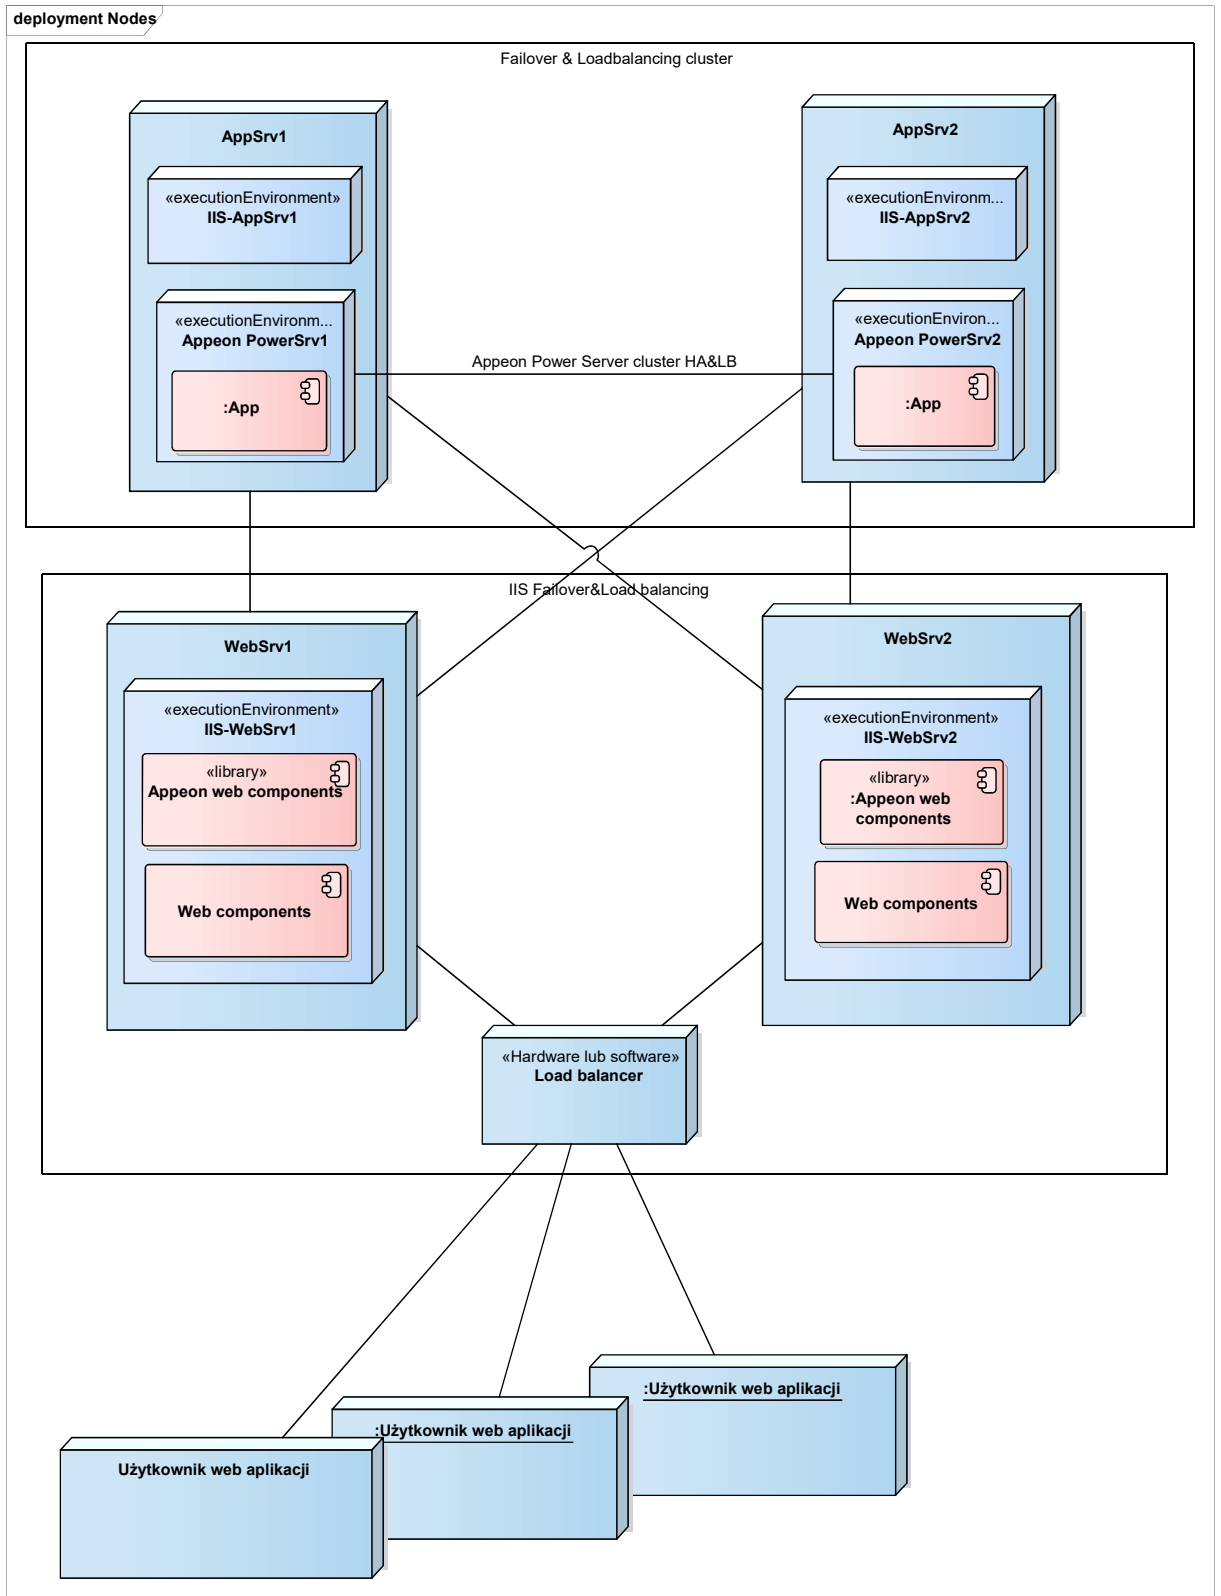 deployment Nodes
Failover & Loadbalancing cluster
AppSrv1
«executionEnvironment»
IIS-AppSrv1
«executionEnvironm...
Appeon PowerSrv1
:App
AppSrv2
«executionEnvironm...
IIS-AppSrv2
«executionEnviron...
Appeon PowerSrv2
:App
Appeon Power Server cluster HA&LB
IIS Failover&Load balancing
WebSrv1
«executionEnvironment»
IIS-WebSrv1
«library»
Appeon web components
Web components
WebSrv2
«executionEnvironment»
IIS-WebSrv2
«library»
:Appeon web
components
Web components
«Hardware lub software»
Load balancer
:Użytkownik web aplikacji
:Użytkownik web aplikacji
Użytkownik web aplikacji